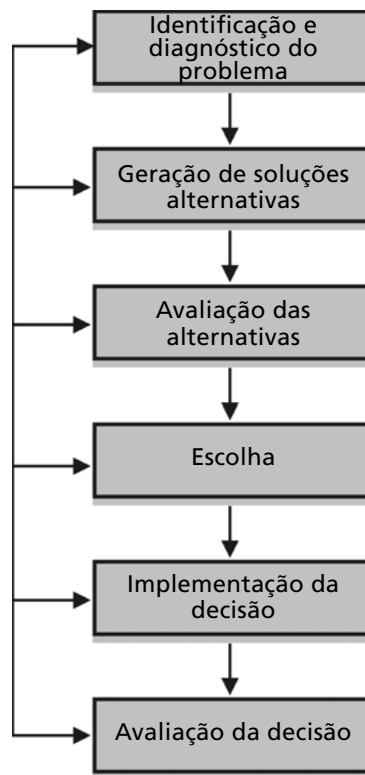 Identificação e
diagnóstico do
problema
Geração de soluções
alternativas
Avaliação das
alternativas
Escolha
Implementação da
decisão
Avaliação da decisão